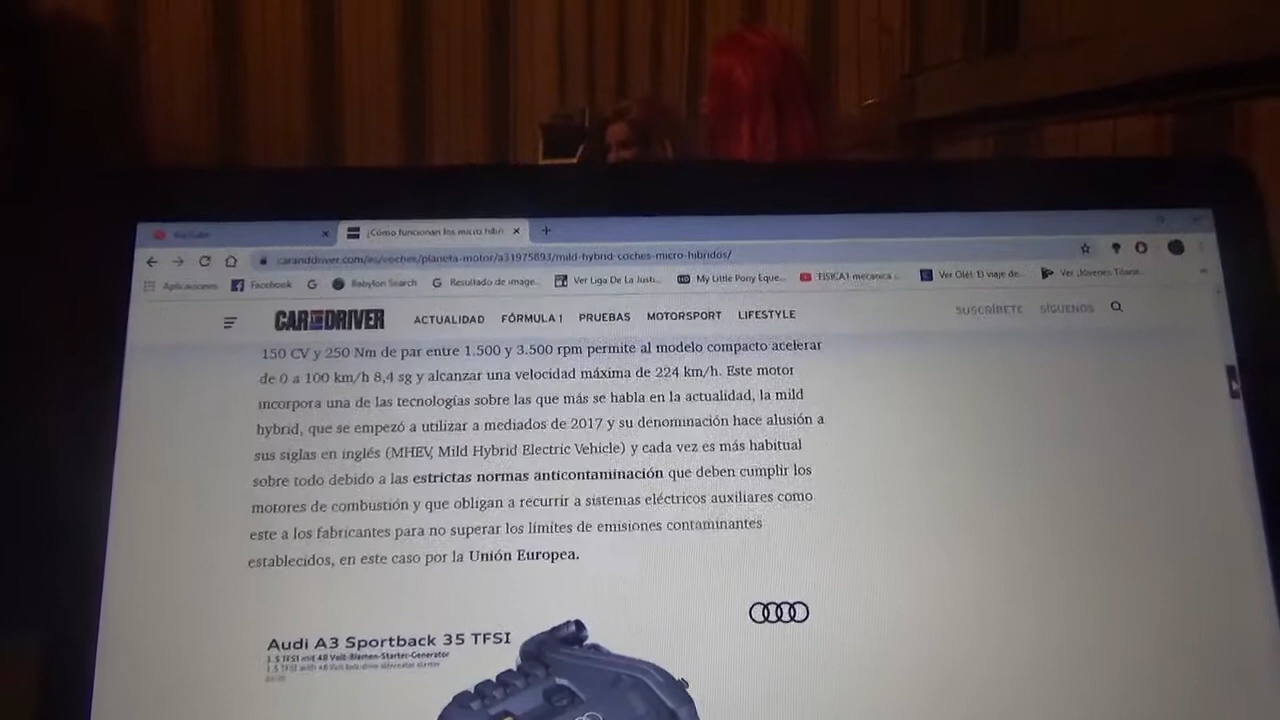 YouTube
¿Cómo funcionan los micro híbri
caranddriver.com/es/coches/planeta-motor/a31975893/mild-hybrid-coches-micro-hibridos/
Aplicaciones Facebook Babylon Search Resultado de image... Ver Liga De La Justi... My Little Pony Eque... FISICA1 mecanica Ver Olé!: El viaje de... Ver Jóvenes Titane...
CAR DRIVER ACTUALIDAD FÓRMULA 1 PRUEBAS MOTORSPORT LIFESTYLE SUSCRÍBETE SÍGUENOS
150 CV y 250 Nm de par entre 1.500 y 3.500 rpm permite al modelo compacto acelerar
de 0 a 100 km/h 8,4 sg y alcanzar una velocidad máxima de 224 km/h. Este motor
incorpora una de las tecnologías sobre las que más se habla en la actualidad, la mild
hybrid, que se empezó a utilizar a mediados de 2017 y su denominación hace alusión a
sus siglas en inglés (MHEV, Mild Hybrid Electric Vehicle) y cada vez es más habitual
sobre todo debido a las estrictas normas anticontaminación que deben cumplir los
motores de combustión y que obligan a recurrir a sistemas eléctricos auxiliares como
este a los fabricantes para no superar los límites de emisiones contaminantes
establecidos, en este caso por la Unión Europea.
Audi A3 Sportback 35 TFSI
1.5 TFSI mit 48 Volt-Riemen-Starter-Generator
1.5 TFSI with 48 Volt belt-drive alternator starter